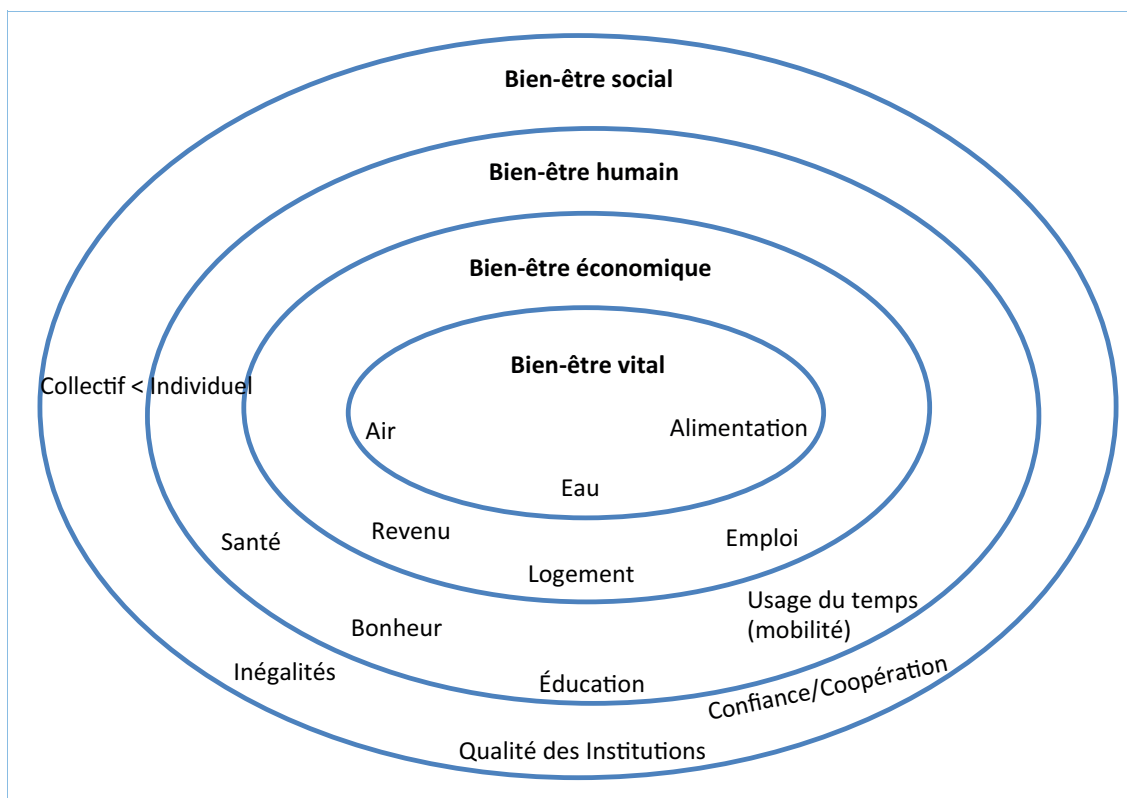 Bien-être social
Bien-être humain
Bien-être économique
Bien-être vital
Collectif < Individuel
Air
Alimentation
Eau
Revenu
Emploi
Santé
Logement
Usage du temps
(mobilité)
Bonheur
Inégalités
Éducation
Confiance/Coopération
Qualité des Institutions